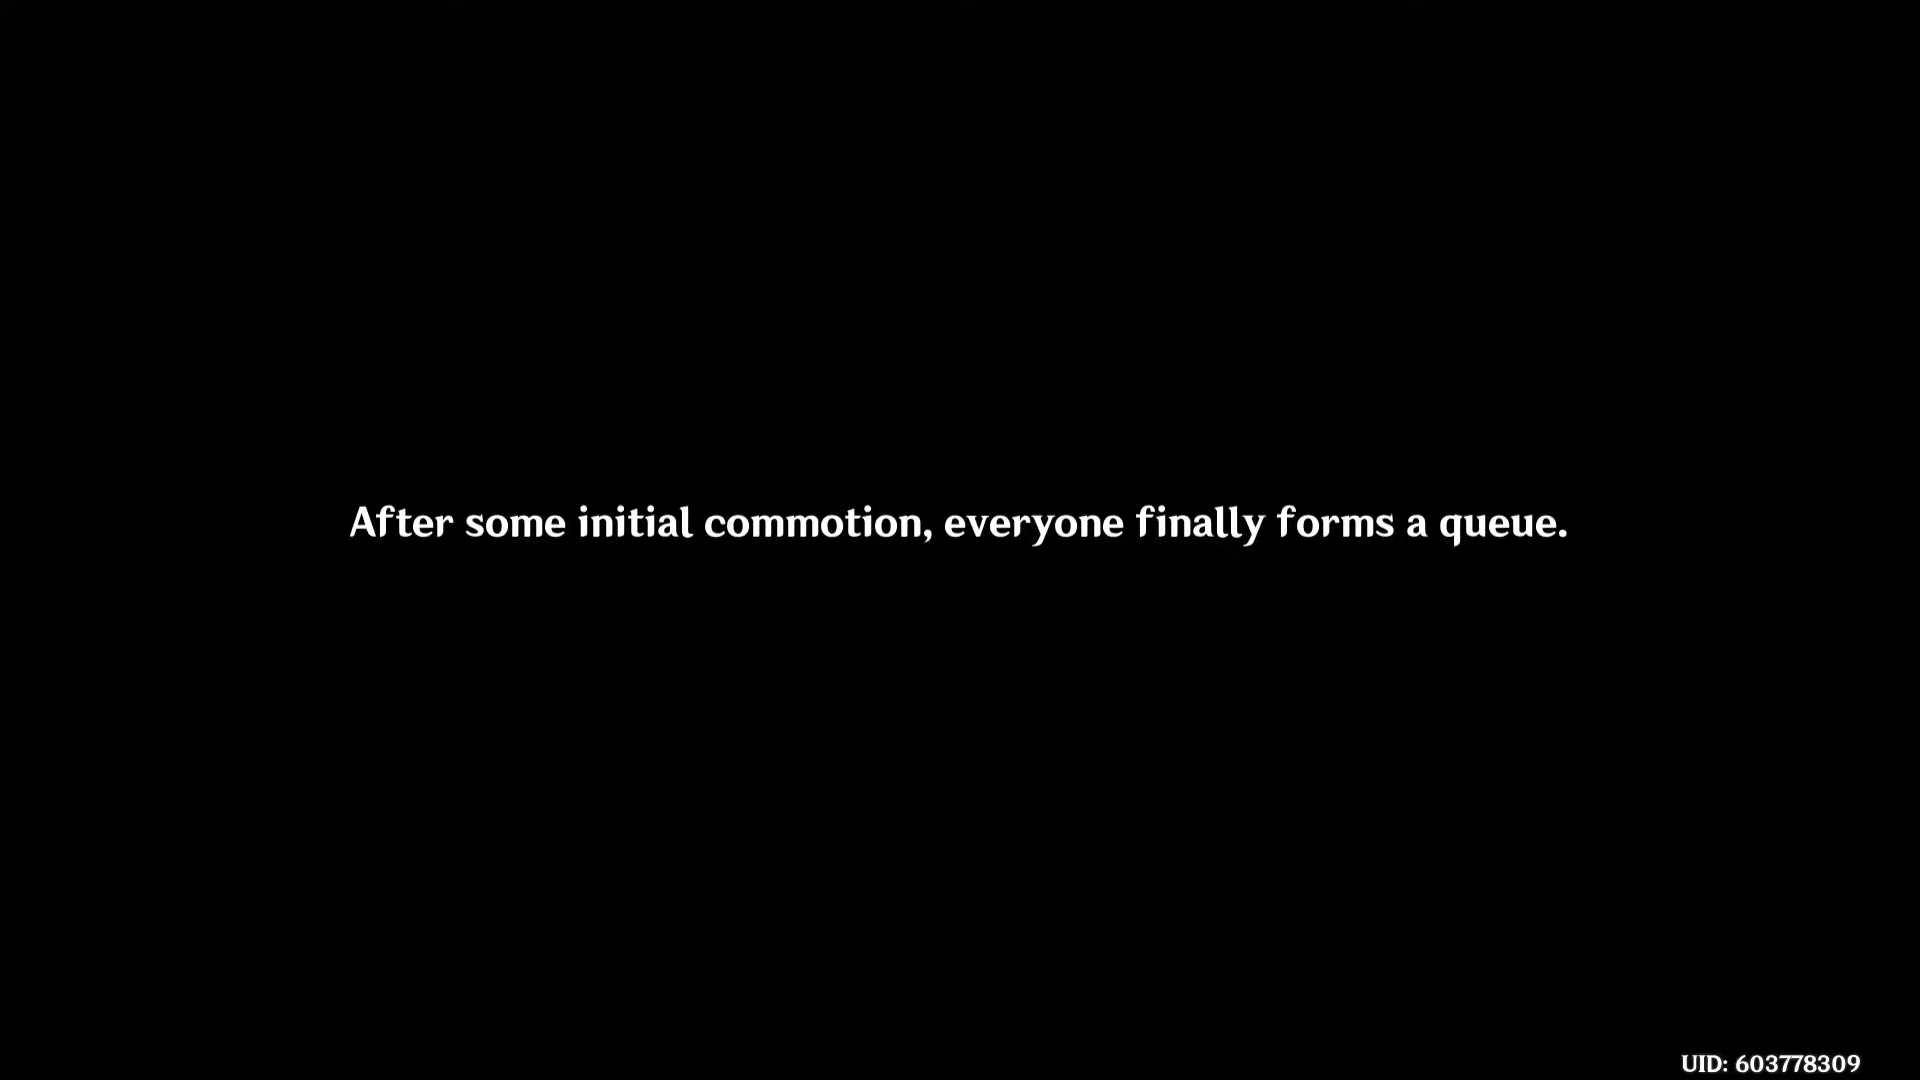 After some initial commotion, everyone finally forms a queue.
UID: 603778309